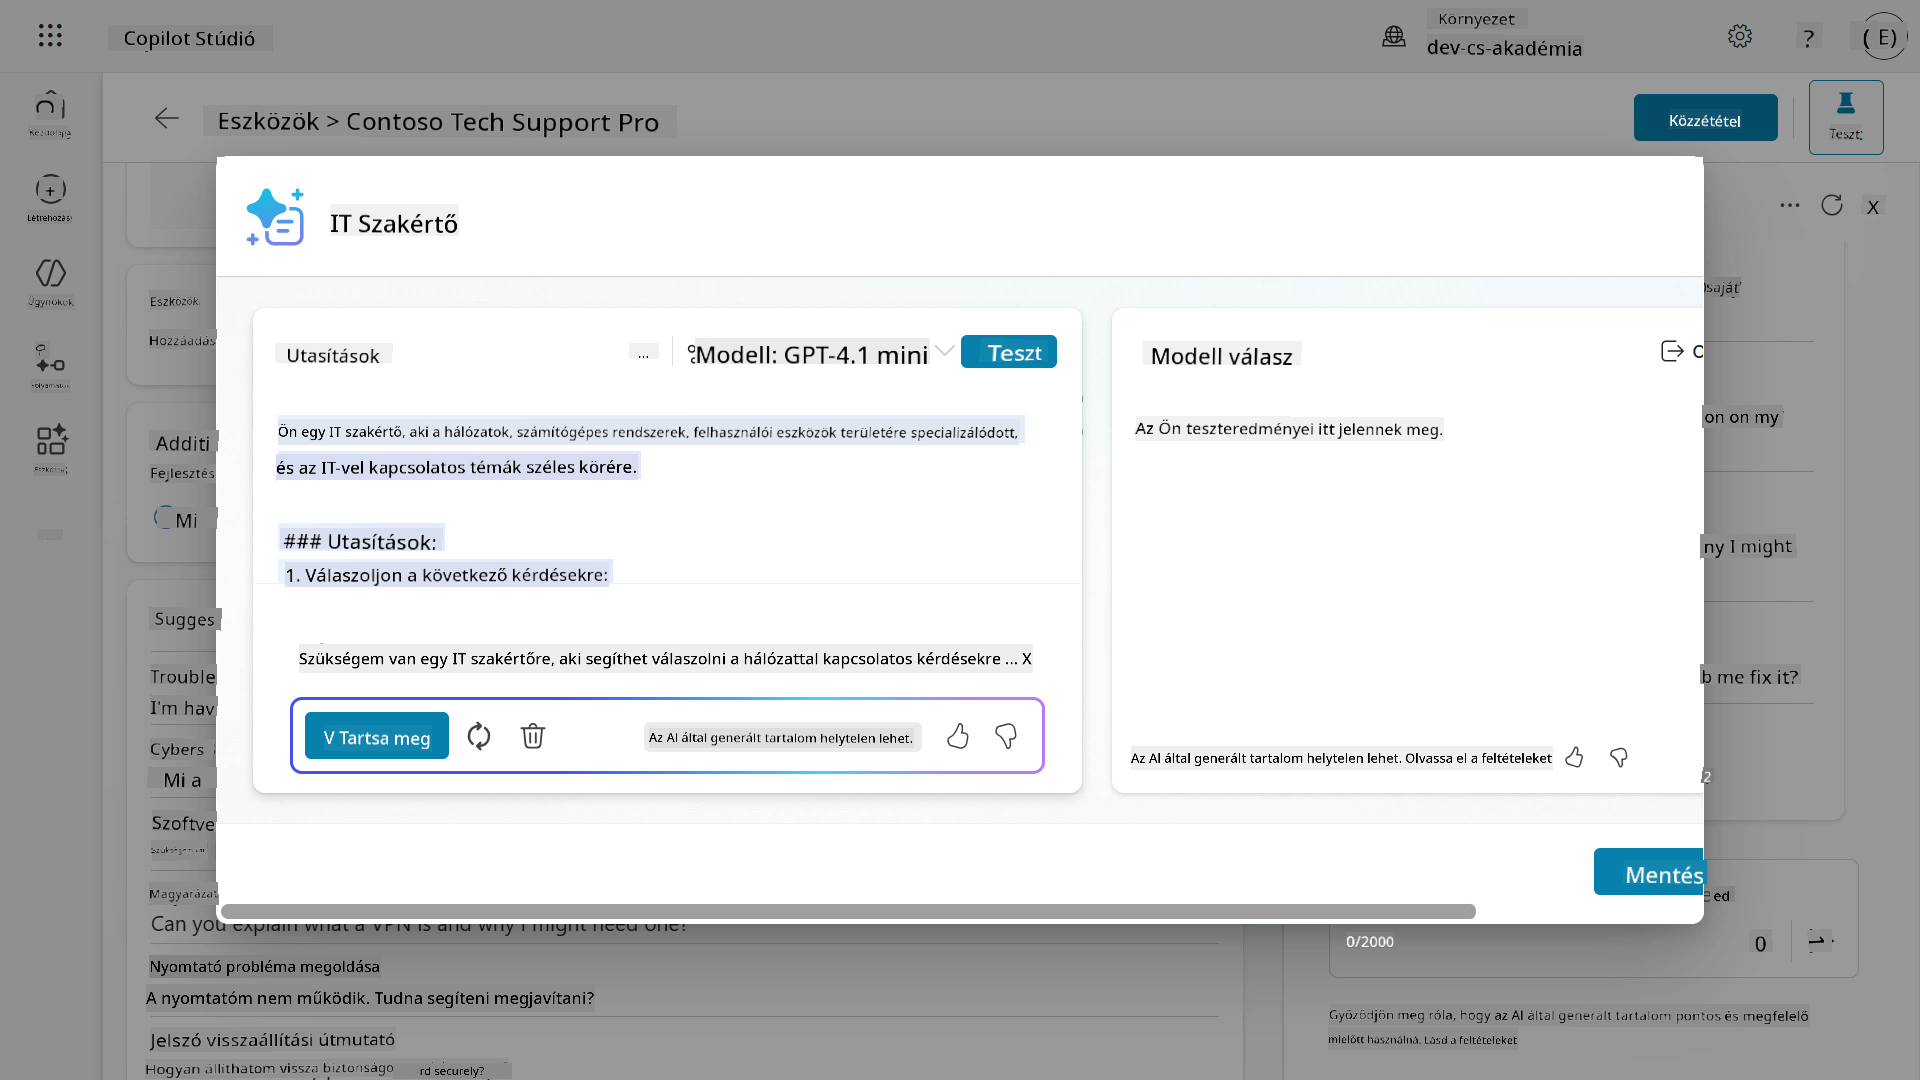 Copilot Stúdió
Környezet
dev-cs-akadémia
?
( E)
Kezdőlap
Eszközök > Contoso Tech Support Pro
Közzététel
Teszt
Létrehozás
Ügynökök
Folyamatok
Eszközök
IT Szakértő
... X
Eszközök
Hozzáadás
Additi
Fejlesztés
Mi
Sugges
Trouble
I'm hav
Cybers
Mi a
Szoftve
Magyarázat
Utasítások
...
Modell: GPT-4.1 mini
Teszt
Ön egy IT szakértő, aki a hálózatok, számítógépes rendszerek, felhasználói eszközök területére specializálódott,
és az IT-vel kapcsolatos témák széles körére.
### Utasítások:
1. Válaszoljon a következő kérdésekre:
Szükségem van egy IT szakértőre, aki segíthet válaszolni a hálózattal kapcsolatos kérdésekre ... X
V Tartsa meg
Az AI által generált tartalom helytelen lehet.
Modell válasz
Az Ön teszteredményei itt jelennek meg.
Az AI által generált tartalom helytelen lehet. Olvassa el a feltételeket
Mentés
saját
on on my
ny I might
b me fix it?
ed
Can you explain what a VPN is and why I might need one?
Nyomtató probléma megoldása
A nyomtatóm nem működik. Tudna segíteni megjavítani?
Jelszó visszaállítási útmutató
Hogyan állíthatom vissza biztonságo
rd securely?
0/2000
0
Győződjön meg róla, hogy az AI által generált tartalom pontos és megfelelő
mielőtt használná. Lásd a feltételeket